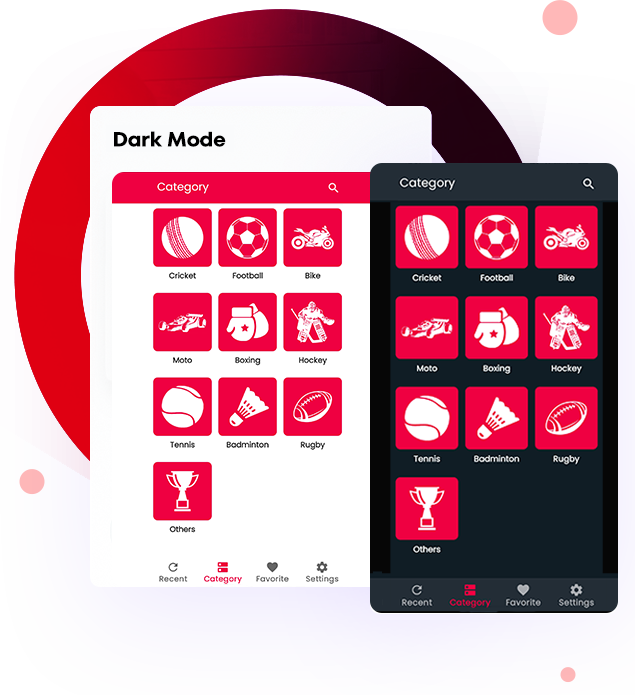 Dark Mode
Category
Cricket Football Bike
Moto Boxing Hockey
Tennis Badminton Rugby
Others
Recent Category Favorite Settings
Category
Cricket Football Bike
Moto Boxing Hockey
Tennis Badminton Rugby
Others
Recent Category Favorite Settings